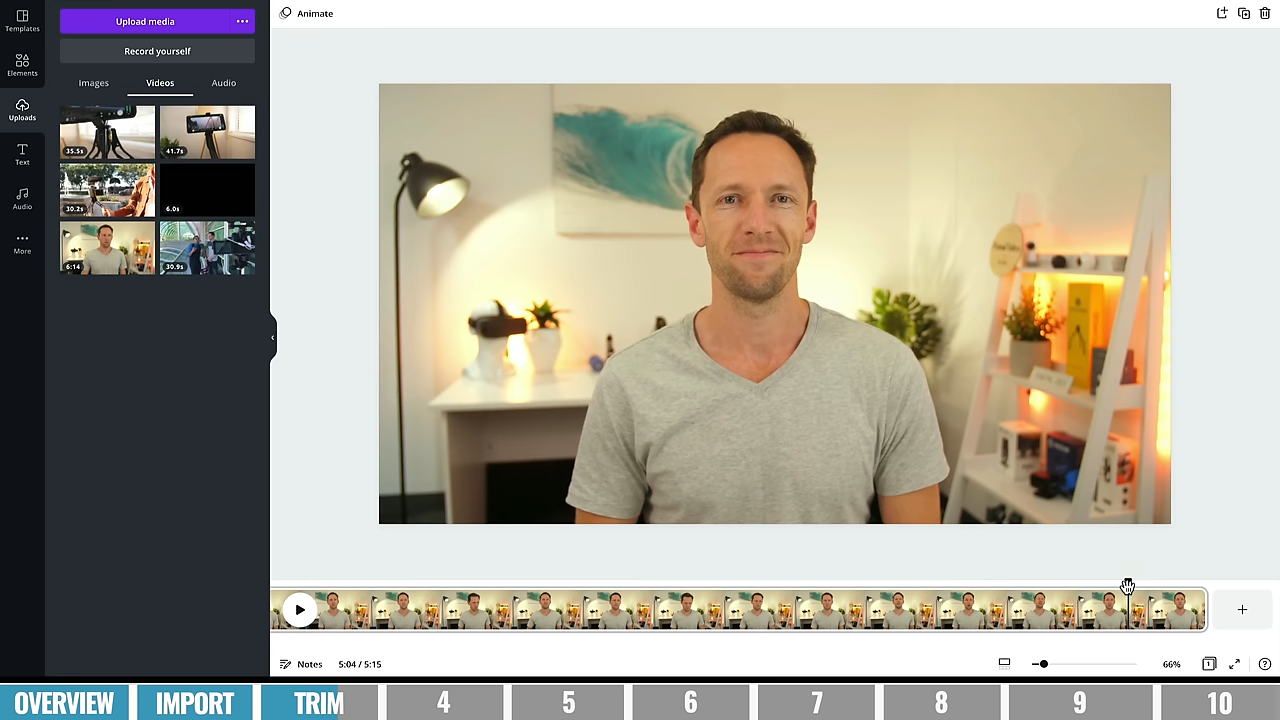 Templates
Elements
Uploads
Text
Audio
More
Upload media
Record yourself
Images Videos Audio
35.5s 41.7s
30.2s 6.0s
6:14 30.9s
Animate
Notes 5:04 / 5:15
1
66%
OVERVIEW IMPORT TRIM 4 5 6 7 8 9 10